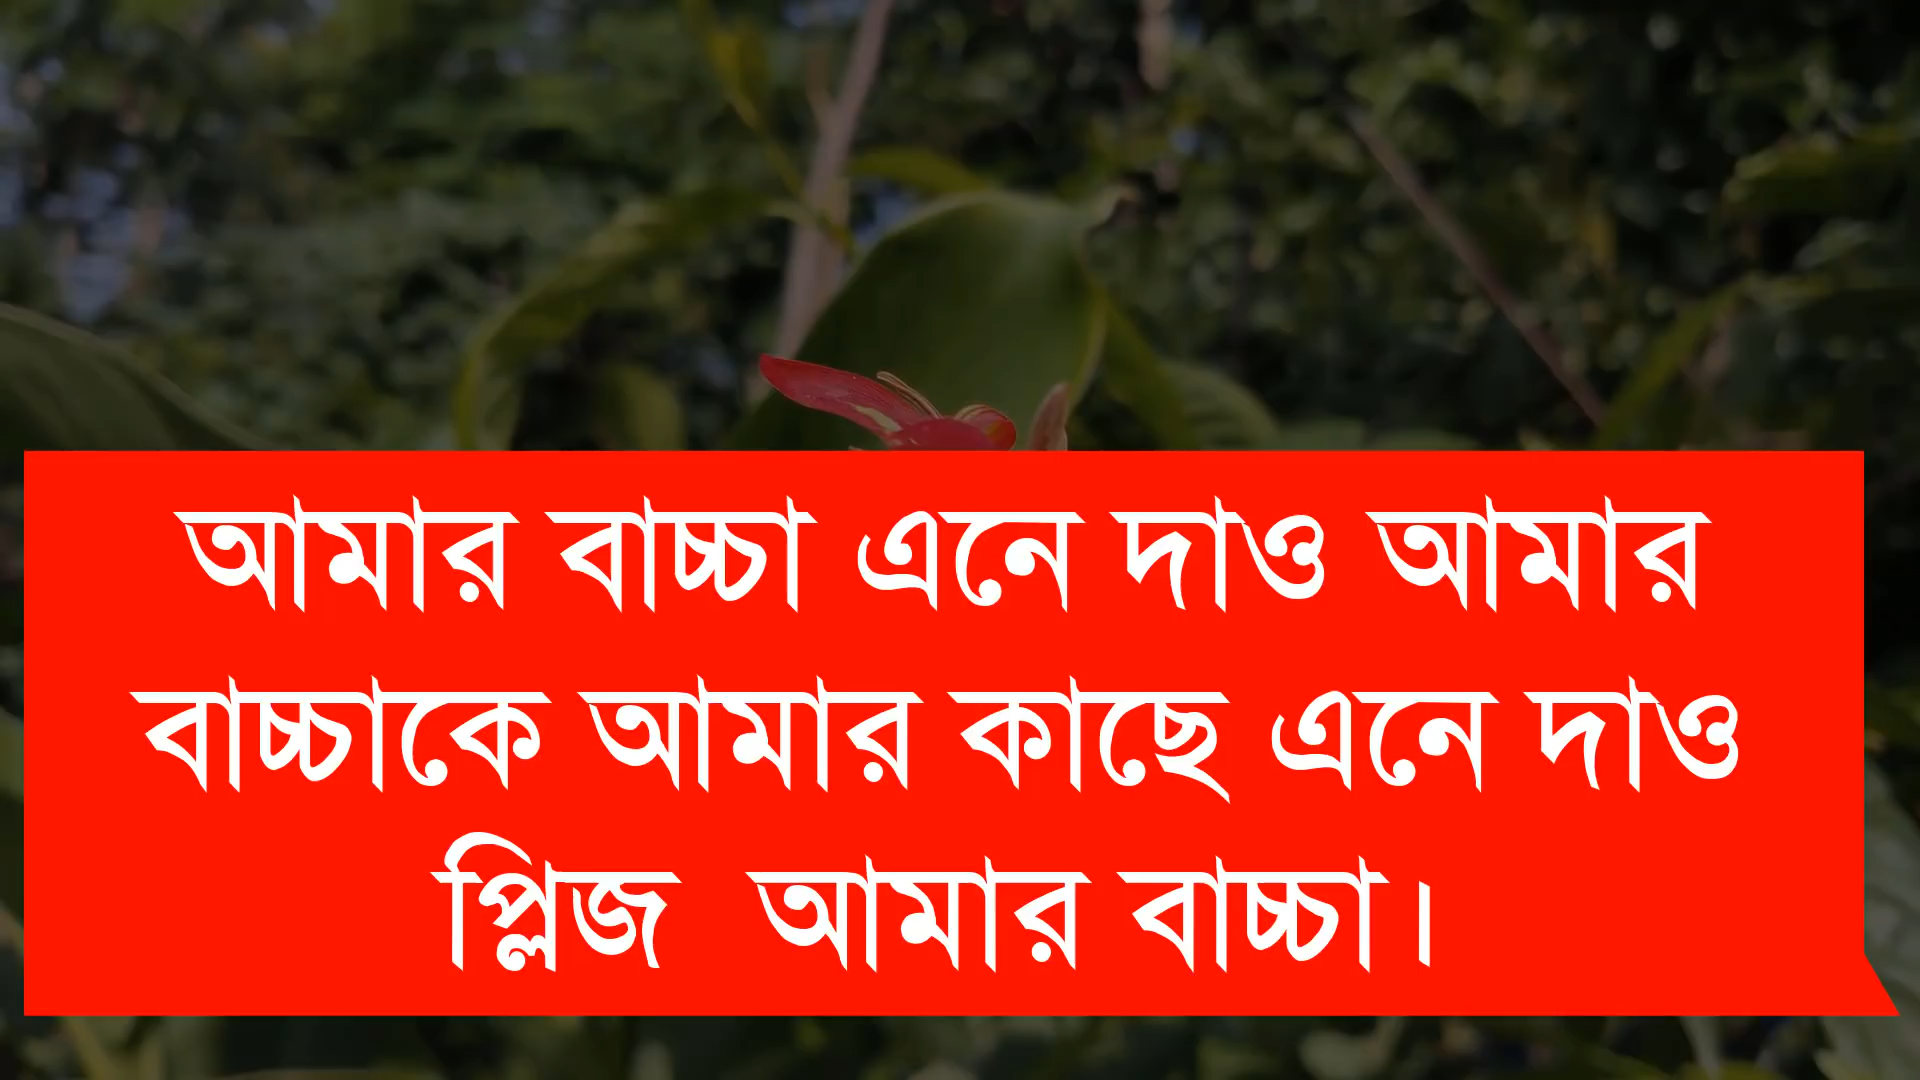 আমার বাচ্চা এনে দাও আমার
বাচ্চাকে আমার কাছে এনে দাও
প্লিজ  আমার বাচ্চা।